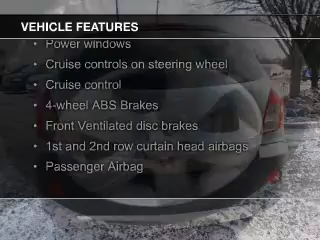 VEHICLE FEATURES
• Power windows
• Cruise controls on steering wheel
• Cruise control
• 4-wheel ABS Brakes
• Front Ventilated disc brakes
• 1st and 2nd row curtain head airbags
• Passenger Airbag